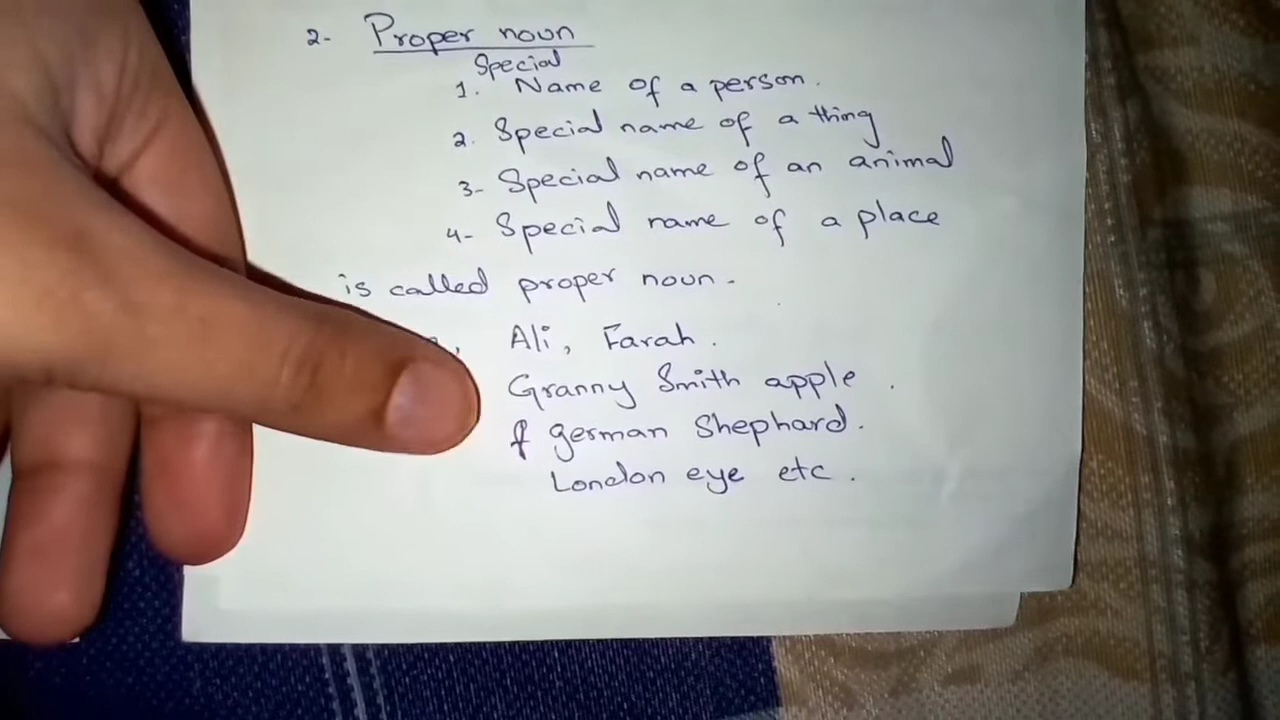 2- Proper noun
Special
1. Name of a person.
2. Special name of a thing
3- Special name of an animal
4- Special name of a place
is called proper noun -
Ali, Farah.
Granny Smith apple.
german Shephard.
London eye etc.